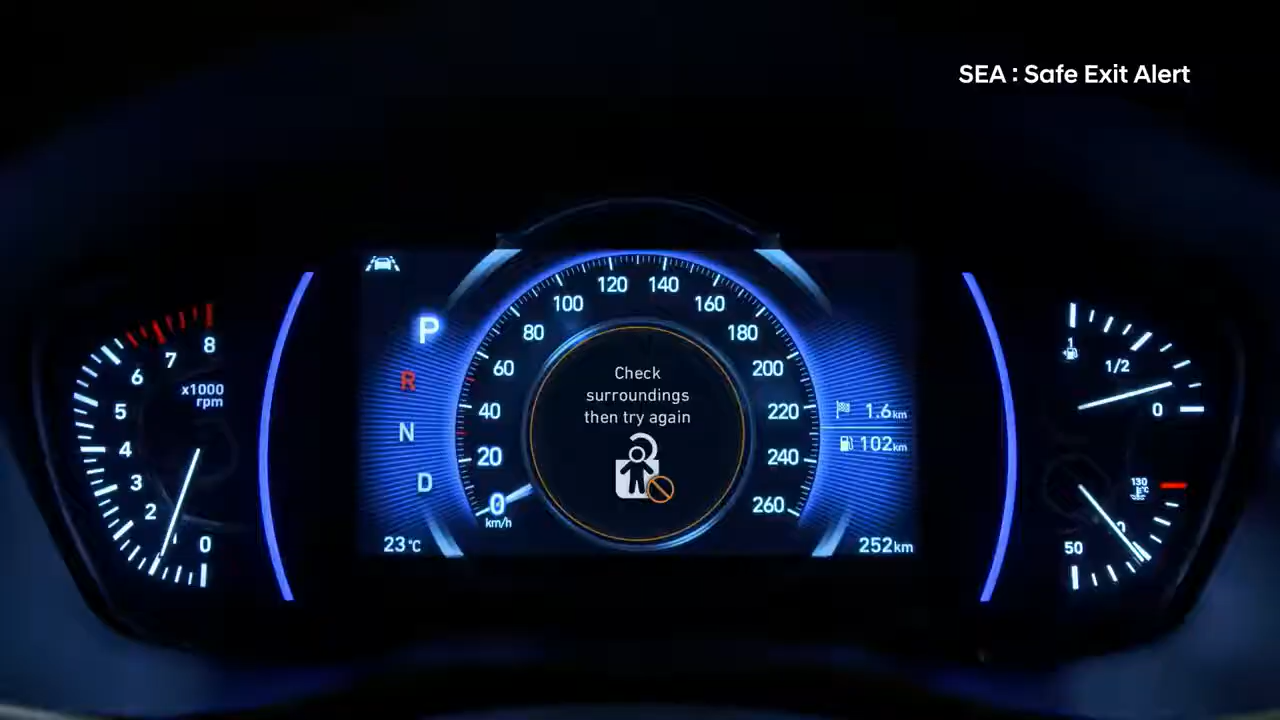 SEA : Safe Exit Alert
120 140
100 160
80 180
60 200
40 220
20 240
0 260
km/h
Check
surroundings
then try again
P
R
N
D
23°C
1.6km
102km
252km
8
7
6
5
4
3
2
0
x1000
rpm
1
1/2
0
130
°C
50